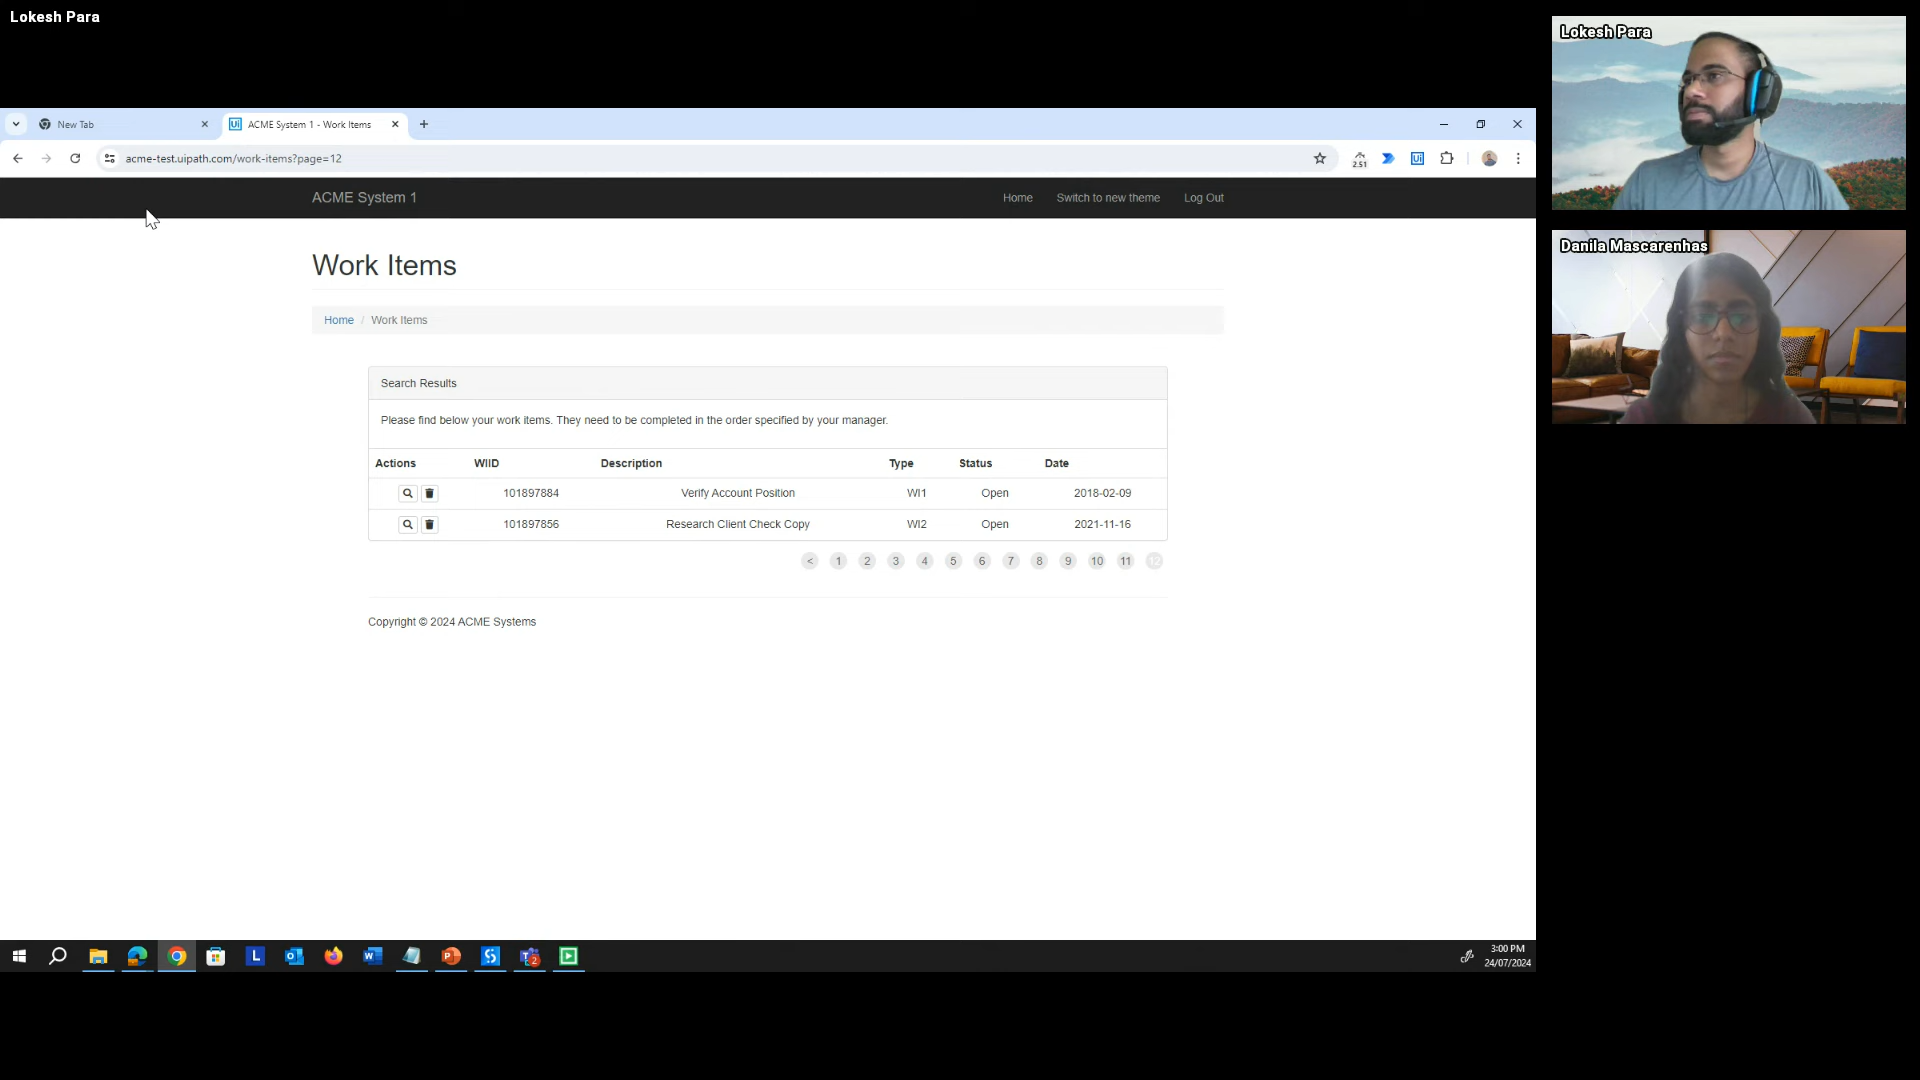 Lokesh Para
New Tab
ACME System 1 - Work Items
acme-test.uipath.com/work-items?page=12
2.51
ACME System 1
Home
Switch to new theme
Log Out
Work Items
Home / Work Items
Search Results
Please find below your work items. They need to be completed in the order specified by your manager.
Actions WIID Description Type Status Date
101897884 Verify Account Position WI1 Open 2018-02-09
101897856 Research Client Check Copy WI2 Open 2021-11-16
< 1 2 3 4 5 6 7 8 9 10 11 12
Copyright © 2024 ACME Systems
3:00 PM
24/07/2024
Lokesh Para
Danila Mascarenhas